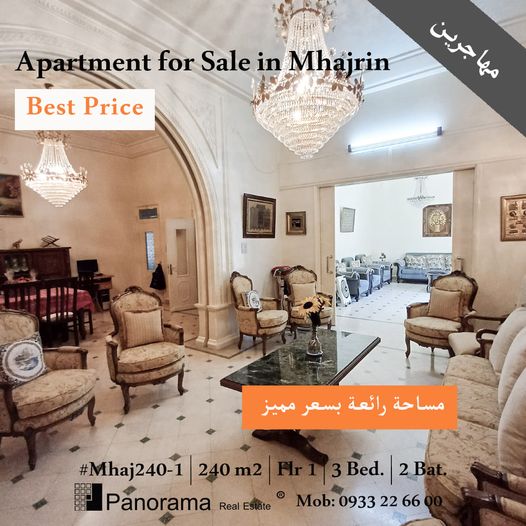 مهاجرين
Apartment for Sale in Mhajrin
Best Price
مساحة رائعة بسعر مميز
#Mhaj240-1 | 240 m2 | Flr 1 | 3 Bed. | 2 Bat.
Panorama Real Estate ® Mob: 0933 22 66 00